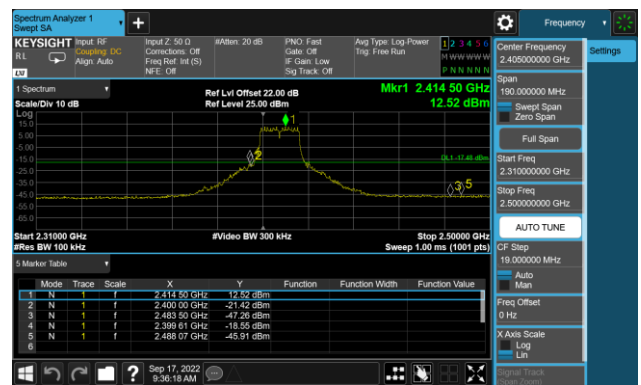 Spectrum Analyzer 1
Swept SA
Frequency
KEYSIGHT
RL
Input: RF
Coupling: DC
Align: Auto
Input Z: 50 Ω
Corrections: Off
Freq Ref: Int (S)
NFE: Off
#Atten: 20 dB
PNO: Fast
Gate: Off
IF Gain: Low
Sig Track: Off
Avg Type: Log-Power
Trig: Free Run
1 2 3 4 5 6
M W W W W W
P N N N N N
1 Spectrum
Scale/Div 10 dB
Log
Ref Lvl Offset 22.00 dB
Ref Level 25.00 dBm
Mkr1 2.414 50 GHz
12.52 dBm
15.0
5.00
-5.00
-15.0
-25.0
-35.0
-45.0
-55.0
-65.0
1
2
3
5
DL1 -17.48 dBm
Start 2.31000 GHz
#Res BW 100 kHz
#Video BW 300 kHz
Stop 2.50000 GHz
Sweep 1.00 ms (1001 pts)
5 Marker Table
Mode Trace Scale X Y Function Function Width Function Value
1 N 1 f 2.414 50 GHz 12.52 dBm
2 N 1 f 2.400 00 GHz -21.42 dBm
3 N 1 f 2.483 50 GHz -47.26 dBm
4 N 1 f 2.399 61 GHz -18.55 dBm
5 N 1 f 2.488 07 GHz -45.91 dBm
6
Sep 17, 2022
9:36:18 AM
Center Frequency
2.405000000 GHz
Settings
Span
190.000000 MHz
Swept Span
Zero Span
Full Span
Start Freq
2.310000000 GHz
Stop Freq
2.500000000 GHz
AUTO TUNE
CF Step
19.000000 MHz
Auto
Man
Freq Offset
0 Hz
X Axis Scale
Log
Lin
Signal Track
(Span Zoom)